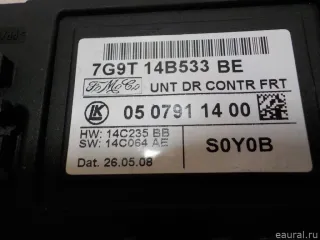 7G9T 14B533 BE
FoMoCo UNT DR CONTR FRT
LK 05 0791 14 00
HW: 14C235 BB
SW: 14C064 AE
S0Y0B
Dat. 26.05.08
eaural.ru